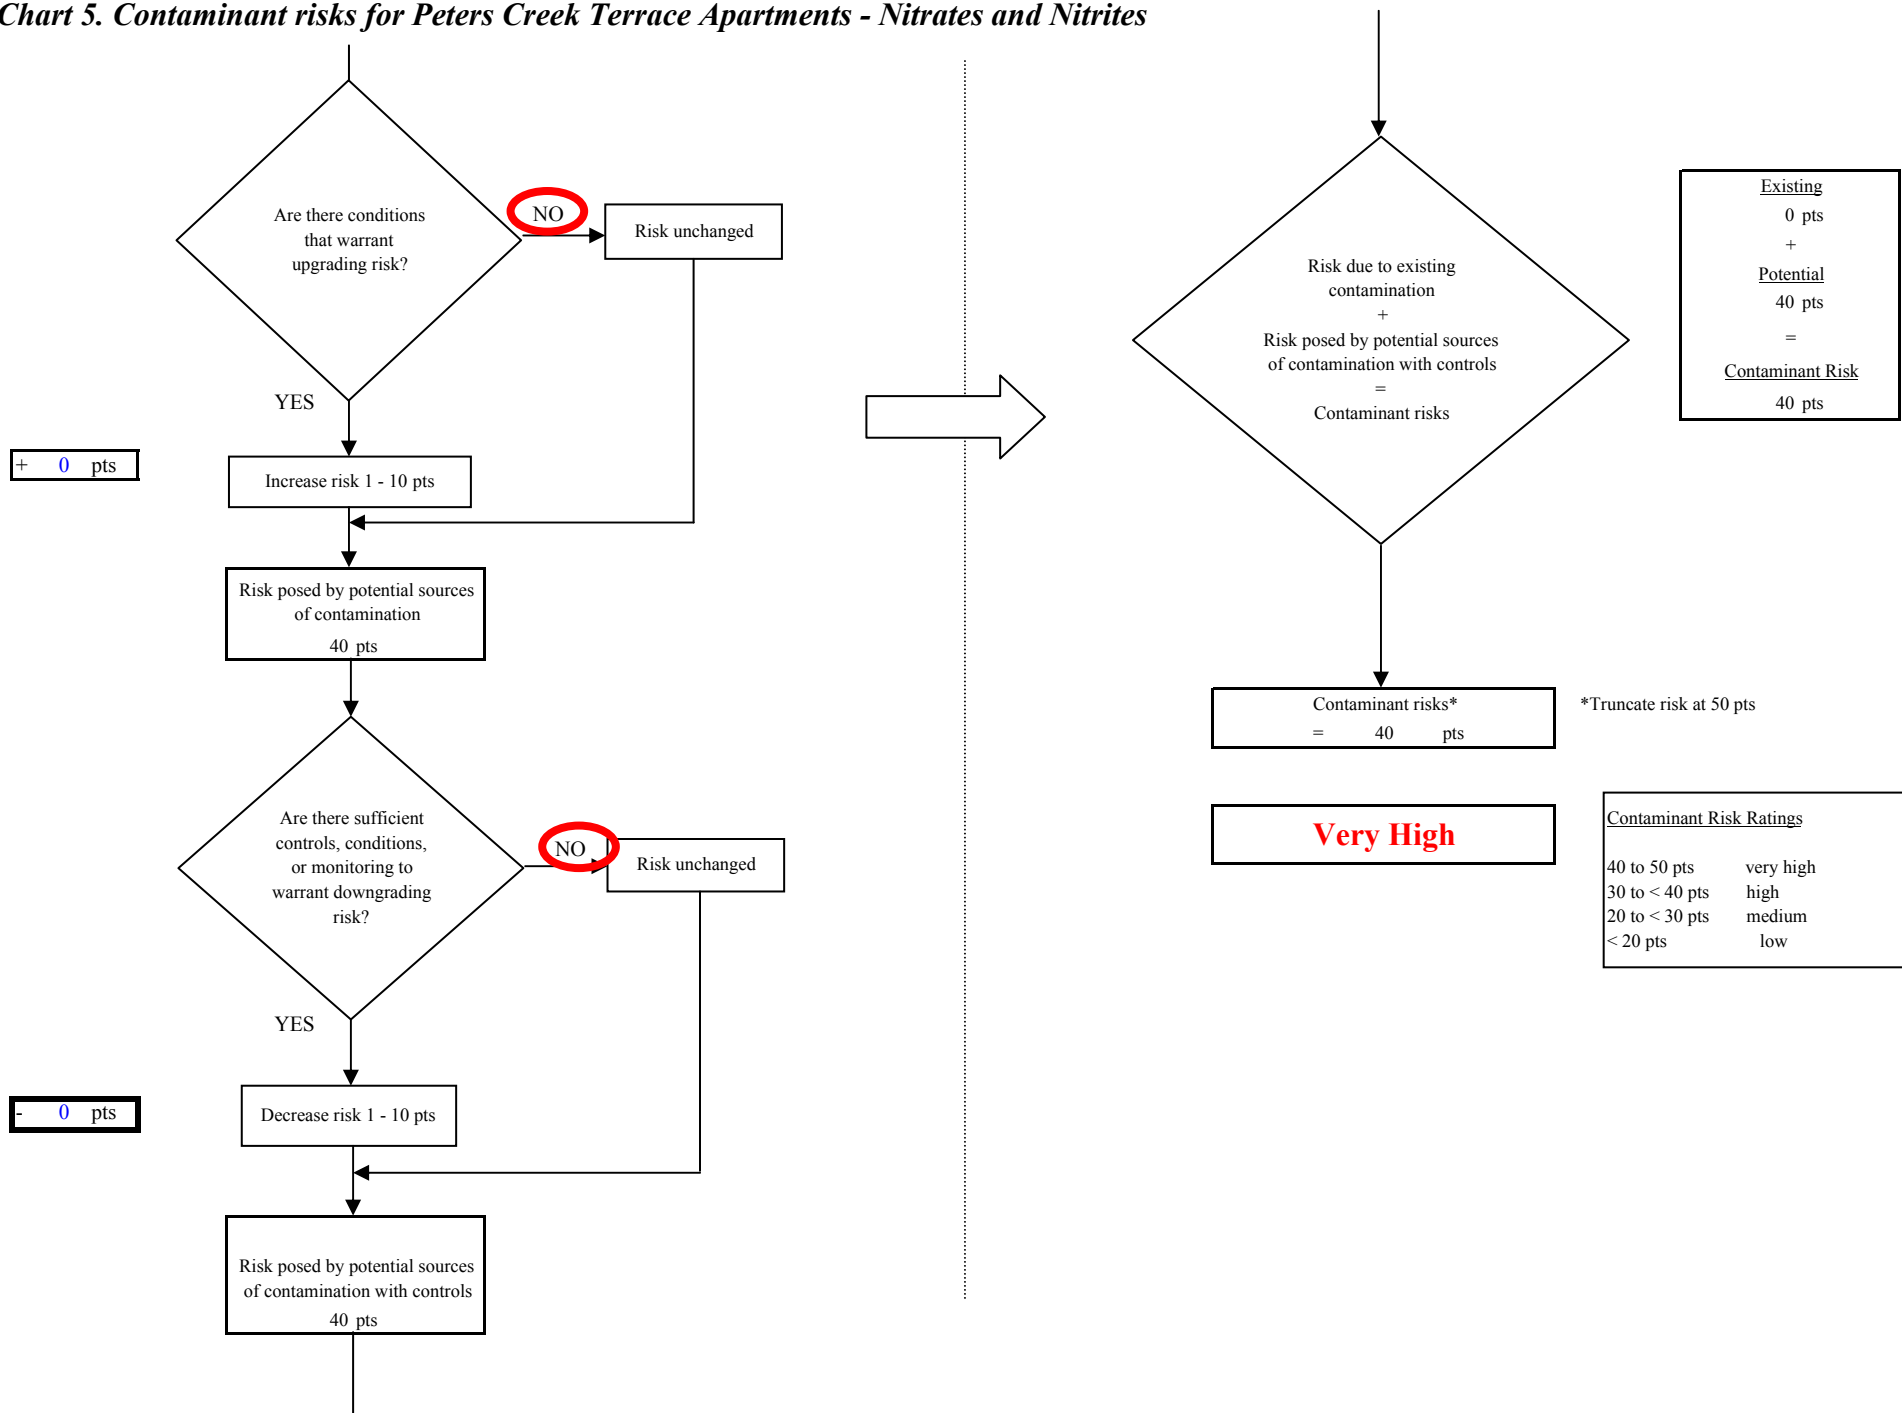 Chart 5. Contaminant risks for Peters Creek Terrace Apartments - Nitrates and Nitrites
Are there conditions
that warrant
upgrading risk?
NO
Risk unchanged
YES
+ 0 pts
Increase risk 1 - 10 pts
Risk posed by potential sources
of contamination
40 pts
Are there sufficient
controls, conditions,
or monitoring to
warrant downgrading
risk?
NO
Risk unchanged
YES
- 0 pts
Decrease risk 1 - 10 pts
Risk posed by potential sources
of contamination with controls
40 pts
Risk due to existing
contamination
+
Risk posed by potential sources
of contamination with controls
=
Contaminant risks
Existing
0 pts
+
Potential
40 pts
=
Contaminant Risk
40 pts
Contaminant risks*
= 40 pts
*Truncate risk at 50 pts
Very High
Contaminant Risk Ratings
40 to 50 pts very high
30 to < 40 pts high
20 to < 30 pts medium
< 20 pts low